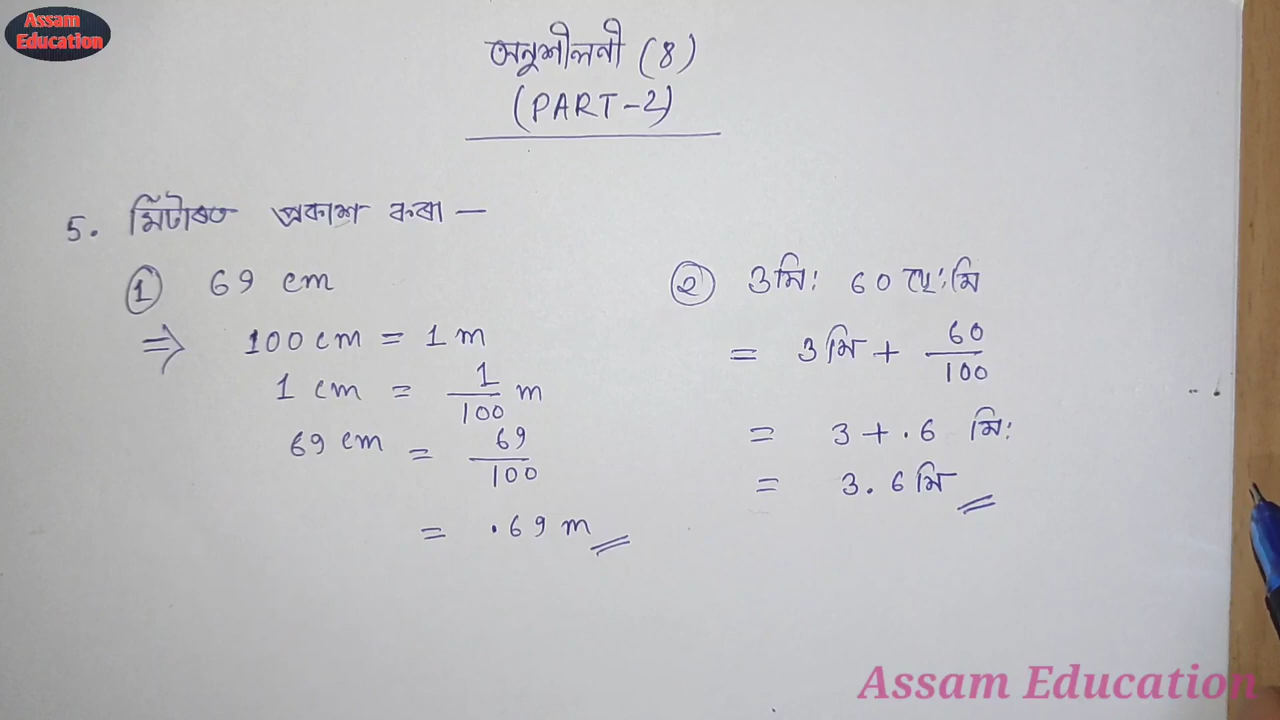 Assam
Education
অনুশীলনী (8)
(PART-2)
5. মিটাৰত প্ৰকাশ কৰা —
① 69 cm
⇒ 100 cm = 1 m
1 cm = 1/100 m
69 cm = 69/100
= .69 m
② 3মি: 60 চে:মি
= 3মি + 60/100
= 3 + .6 মি:
= 3.6মি
Assam Education